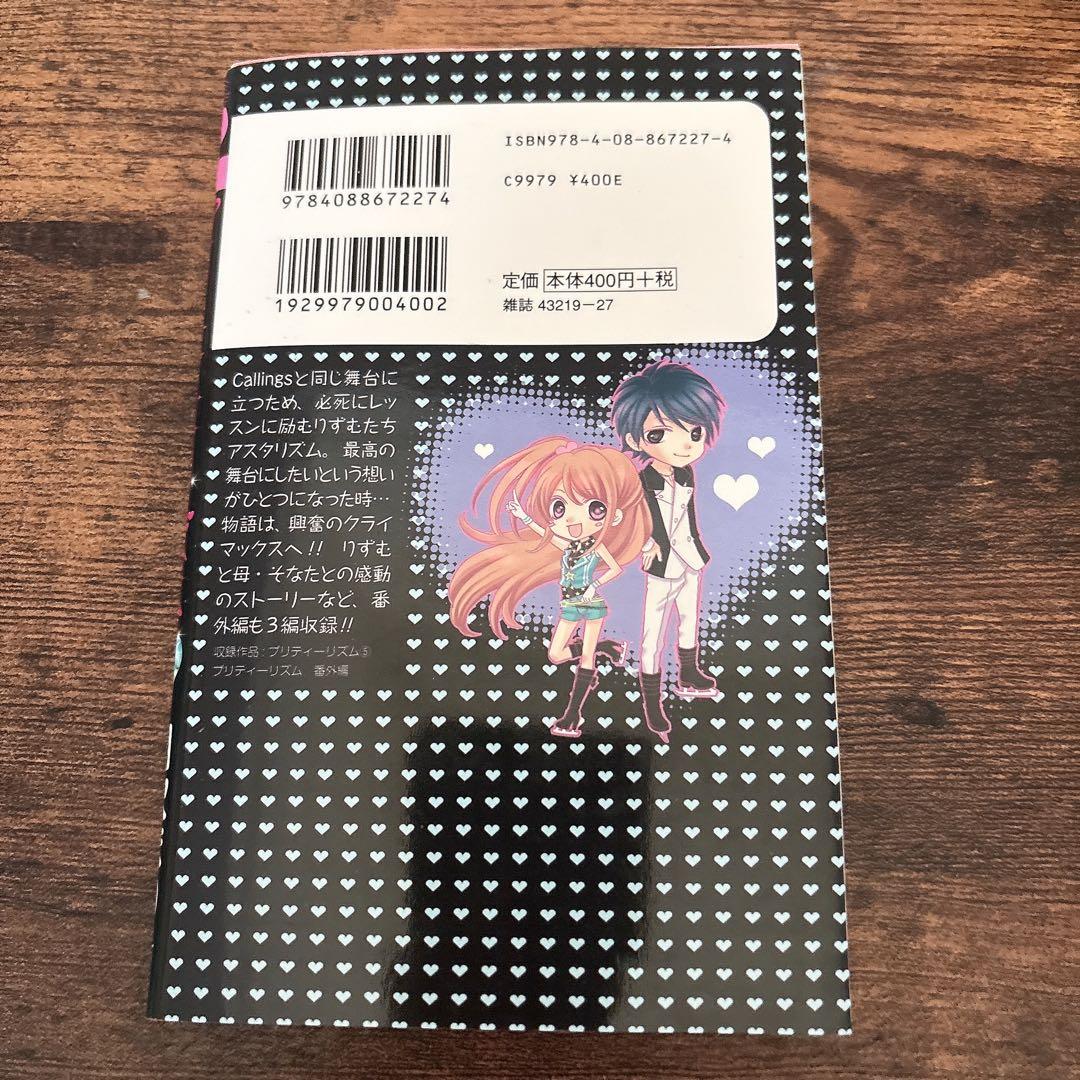 ISBN978-4-08-867227-4
C9979 ¥400E
9784088672274
1929979004002
定価 本体400円+税
雑誌 43219-27
Callingsと同じ舞台に
立つため、必死にレッ
スンに励むりずむたち
アスタリズム。最高の
舞台にしたいという想い
がひとつになった時…
物語は、興奮のクライ
マックスへ!! りずむ
と母・そなたとの感動
のストーリーなど、番
外編も3編収録!!
収録作品:プリティーリズム⑤
プリティーリズム 番外編